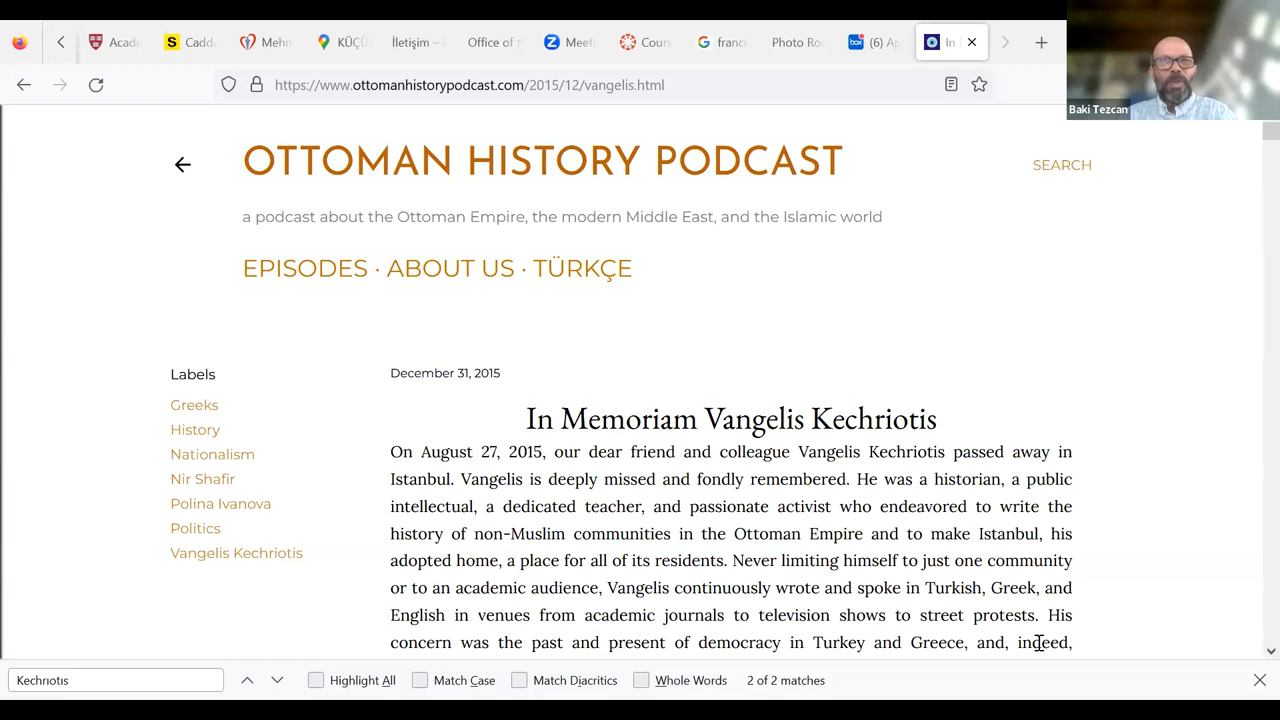 Acade
Cadd
Mehm
KÜÇÜ
İletişim –
Office of t
Meeti
Cours
franci
Photo Ro
(6) Ap
In
https://www.ottomanhistorypodcast.com/2015/12/vangelis.html
Baki Tezcan
OTTOMAN HISTORY PODCAST
SEARCH
a podcast about the Ottoman Empire, the modern Middle East, and the Islamic world
EPISODES · ABOUT US · TÜRKÇE
Labels
Greeks
History
Nationalism
Nir Shafir
Polina Ivanova
Politics
Vangelis Kechriotis
December 31, 2015
In Memoriam Vangelis Kechriotis
On August 27, 2015, our dear friend and colleague Vangelis Kechriotis passed away in
Istanbul. Vangelis is deeply missed and fondly remembered. He was a historian, a public
intellectual, a dedicated teacher, and passionate activist who endeavored to write the
history of non-Muslim communities in the Ottoman Empire and to make Istanbul, his
adopted home, a place for all of its residents. Never limiting himself to just one community
or to an academic audience, Vangelis continuously wrote and spoke in Turkish, Greek, and
English in venues from academic journals to television shows to street protests. His
concern was the past and present of democracy in Turkey and Greece, and, indeed,
Kechriotis
Highlight All
Match Case
Match Diacritics
Whole Words
2 of 2 matches